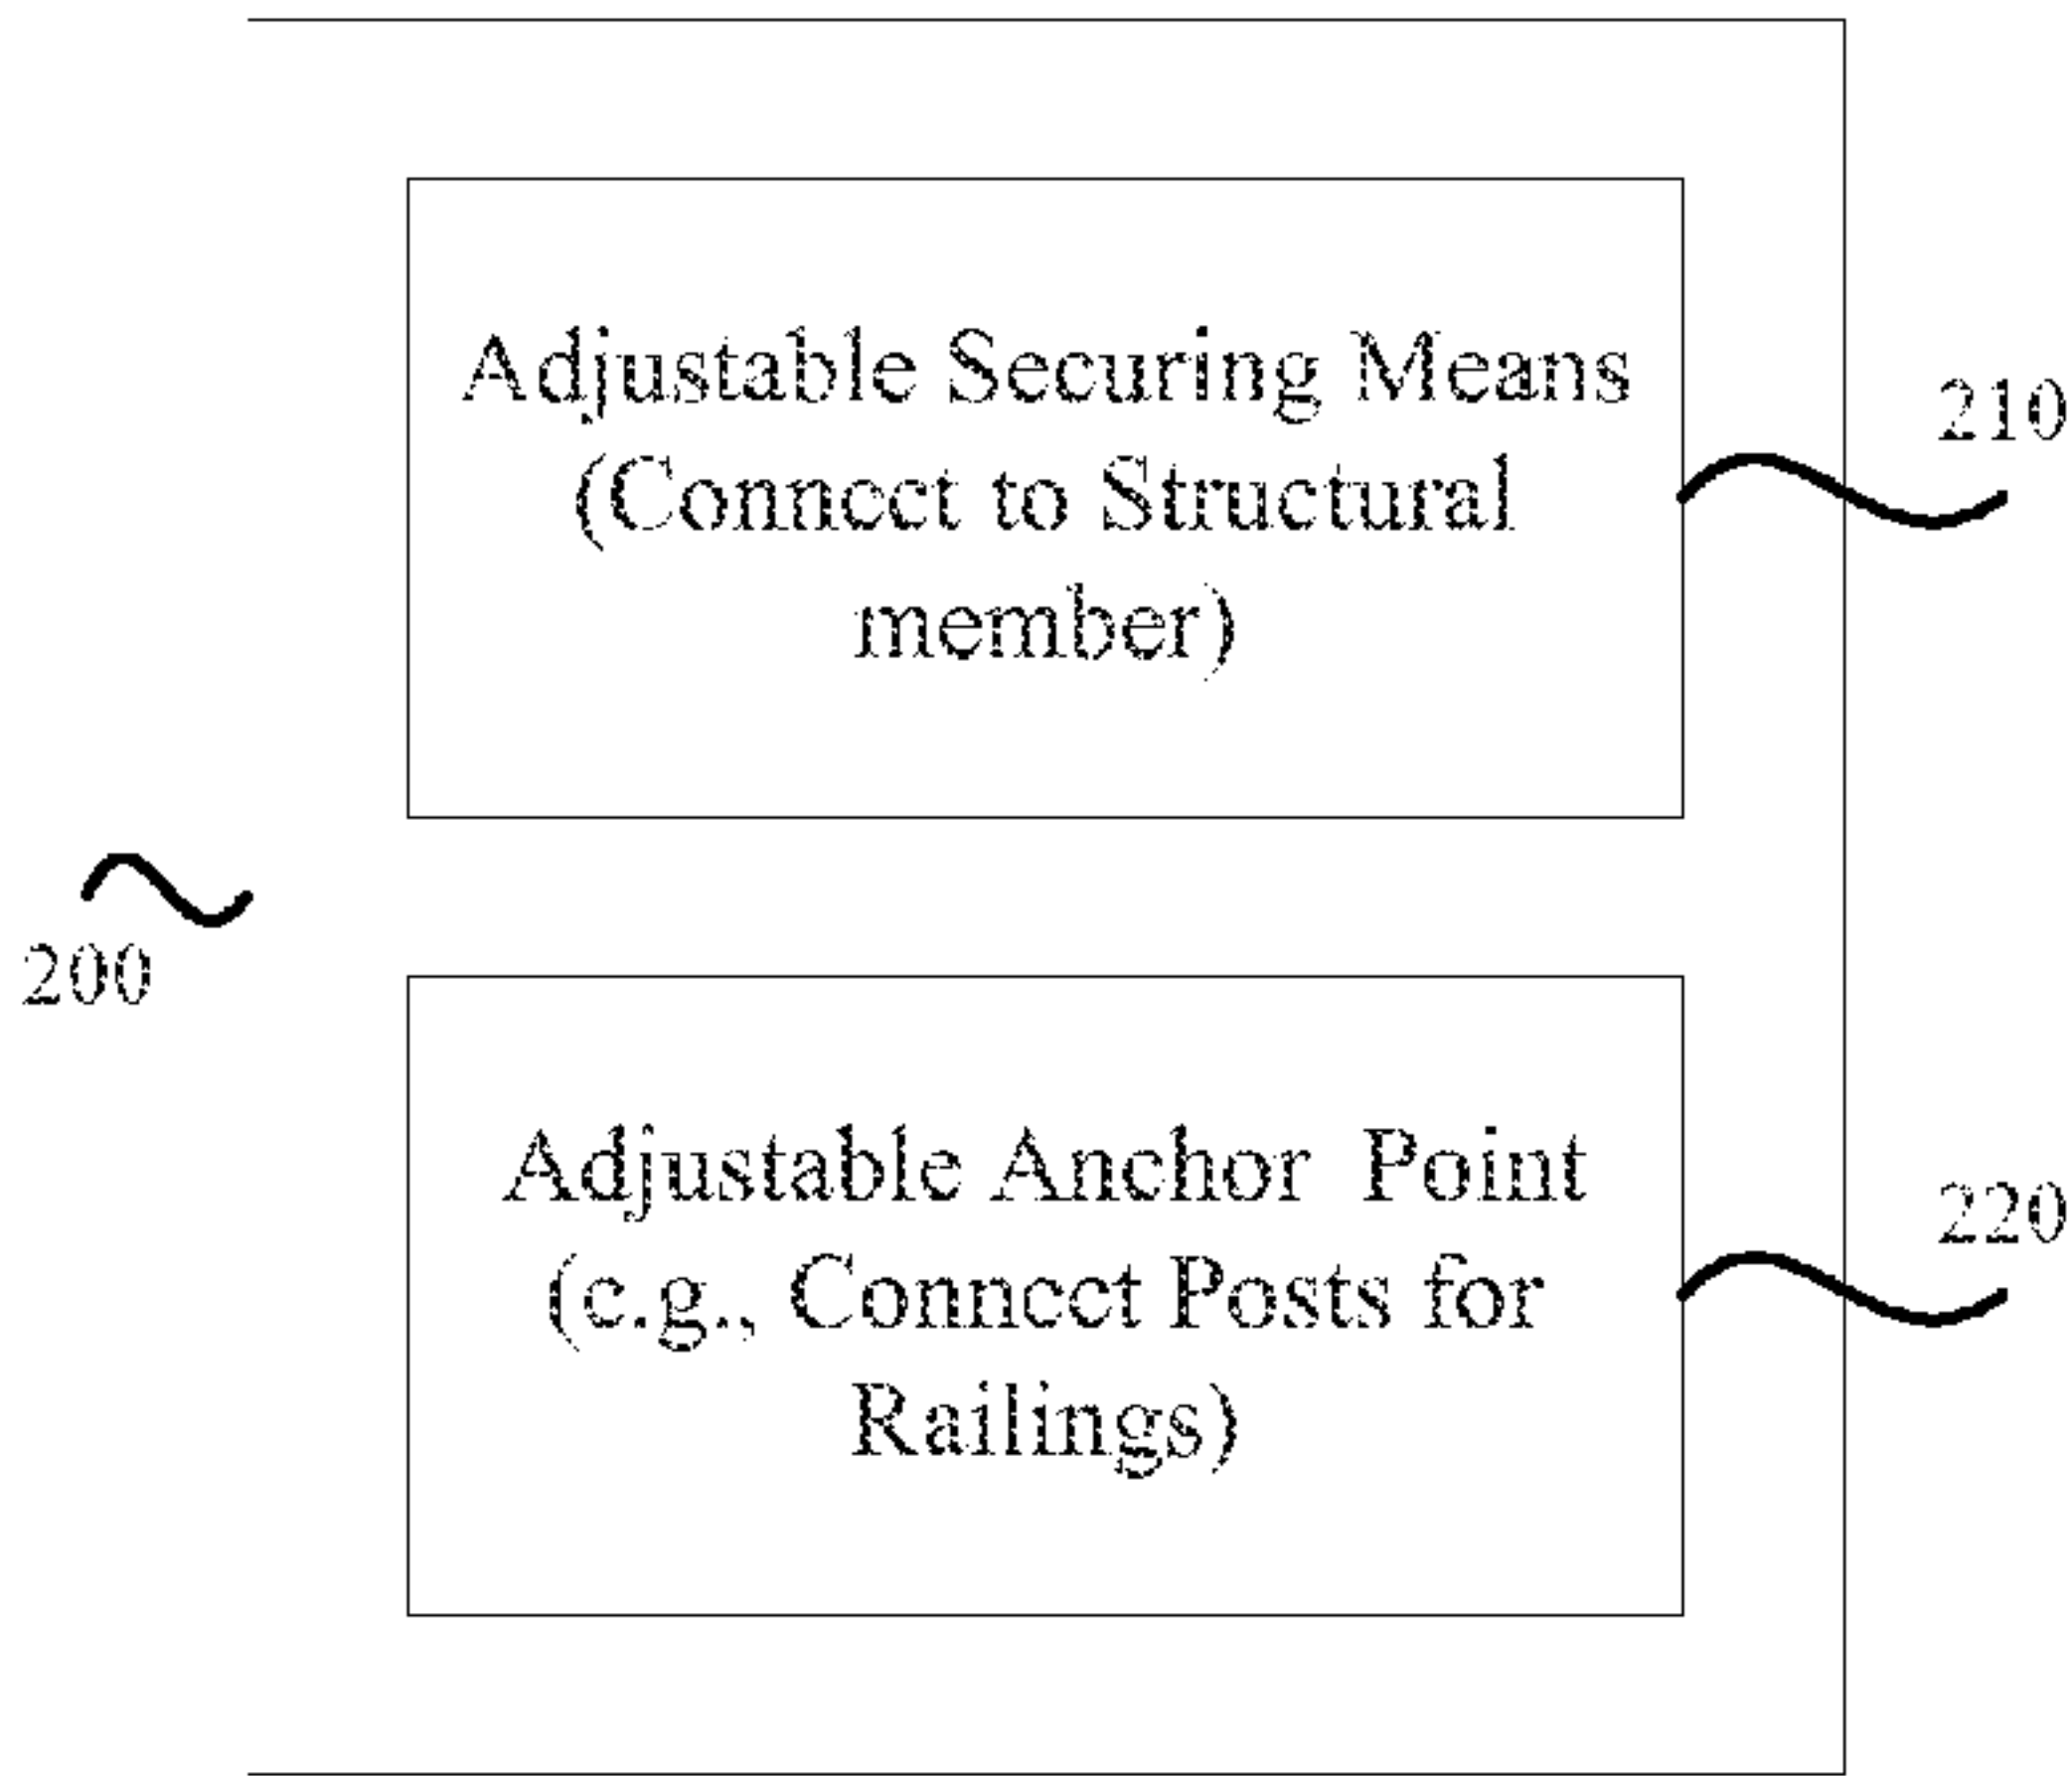 Adjustable Securing Means
(Connect to Structural
member)
210
200
Adjustable Anchor Point
(e.g., Connect Posts for
Railings)
220